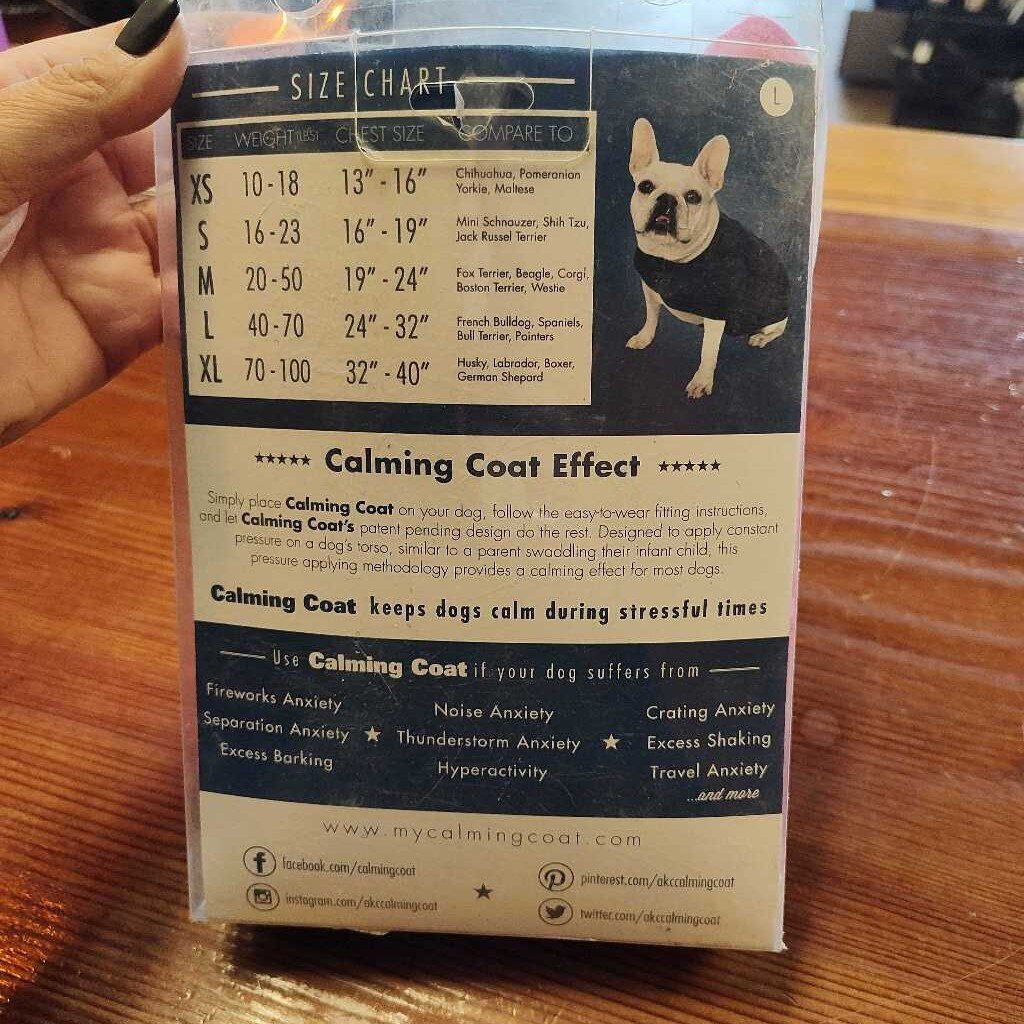 SIZE CHART
L
SIZE WEIGHT (LBS) CHEST SIZE COMPARE TO
XS 10-18 13" - 16" Chihuahua, Pomeranian
Yorkie, Maltese
S 16-23 16" - 19" Mini Schnauzer, Shih Tzu,
Jack Russel Terrier
M 20-50 19" - 24" Fox Terrier, Beagle, Corgi,
Boston Terrier, Westie
L 40-70 24" - 32" French Bulldog, Spaniels,
Bull Terrier, Pointers
XL 70-100 32" - 40" Husky, Labrador, Boxer,
German Shepard
Calming Coat Effect
Simply place Calming Coat on your dog, follow the easy-to-wear fitting instructions,
and let Calming Coat's patent pending design do the rest. Designed to apply constant
pressure on a dog's torso, similar to a parent swaddling their infant child, this
pressure applying methodology provides a calming effect for most dogs.
Calming Coat keeps dogs calm during stressful times
Use Calming Coat if your dog suffers from
Fireworks Anxiety Noise Anxiety Crating Anxiety
Separation Anxiety ★ Thunderstorm Anxiety ★ Excess Shaking
Excess Barking Hyperactivity Travel Anxiety
...and more
www.mycalmingcoat.com
facebook.com/calmingcoat pinterest.com/akccalmingcoat
instagram.com/akccalmingcoat twitter.com/akccalmingcoat